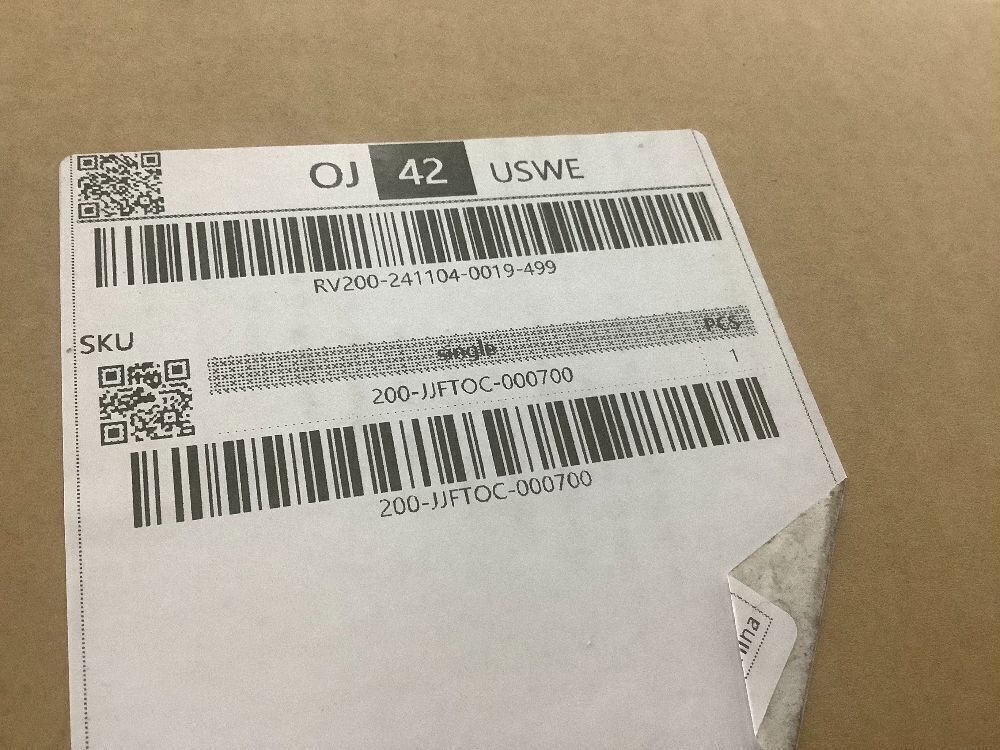 OJ 42 USWE
RV200-241104-0019-499
SKU
single PCS
200-JJFTOC-000700 1
200-JJFTOC-000700